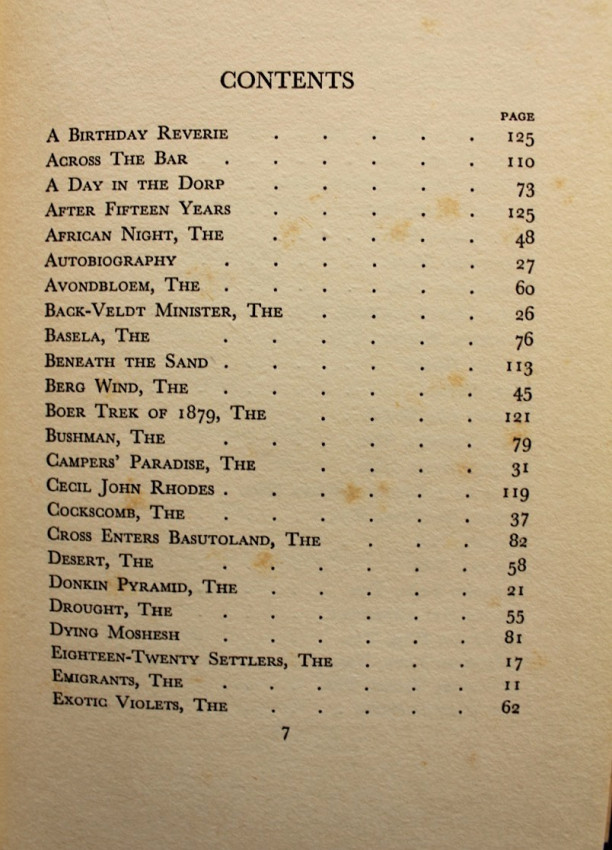 CONTENTS
PAGE
A BIRTHDAY REVERIE . . . . . 125
ACROSS THE BAR . . . . . . 110
A DAY IN THE DORP . . . . . 73
AFTER FIFTEEN YEARS . . . . . 125
AFRICAN NIGHT, THE . . . . . 48
AUTOBIOGRAPHY . . . . . . 27
AVONDBLOEM, THE . . . . . . 60
BACK-VELDT MINISTER, THE . . . . 26
BASELA, THE . . . . . . 76
BENEATH THE SAND . . . . . . 113
BERG WIND, THE . . . . . . 45
BOER TREK OF 1879, THE . . . . 121
BUSHMAN, THE . . . . . . 79
CAMPERS' PARADISE, THE . . . . 31
CECIL JOHN RHODES . . . . . . 119
COCKSCOMB, THE . . . . . . 37
CROSS ENTERS BASUTOLAND, THE . . . 82
DESERT, THE . . . . . . 58
DONKIN PYRAMID, THE . . . . . 21
DROUGHT, THE . . . . . . 55
DYING MOSHESH . . . . . . 81
EIGHTEEN-TWENTY SETTLERS, THE . . . 17
EMIGRANTS, THE . . . . . . 11
EXOTIC VIOLETS, THE . . . . . 62
7